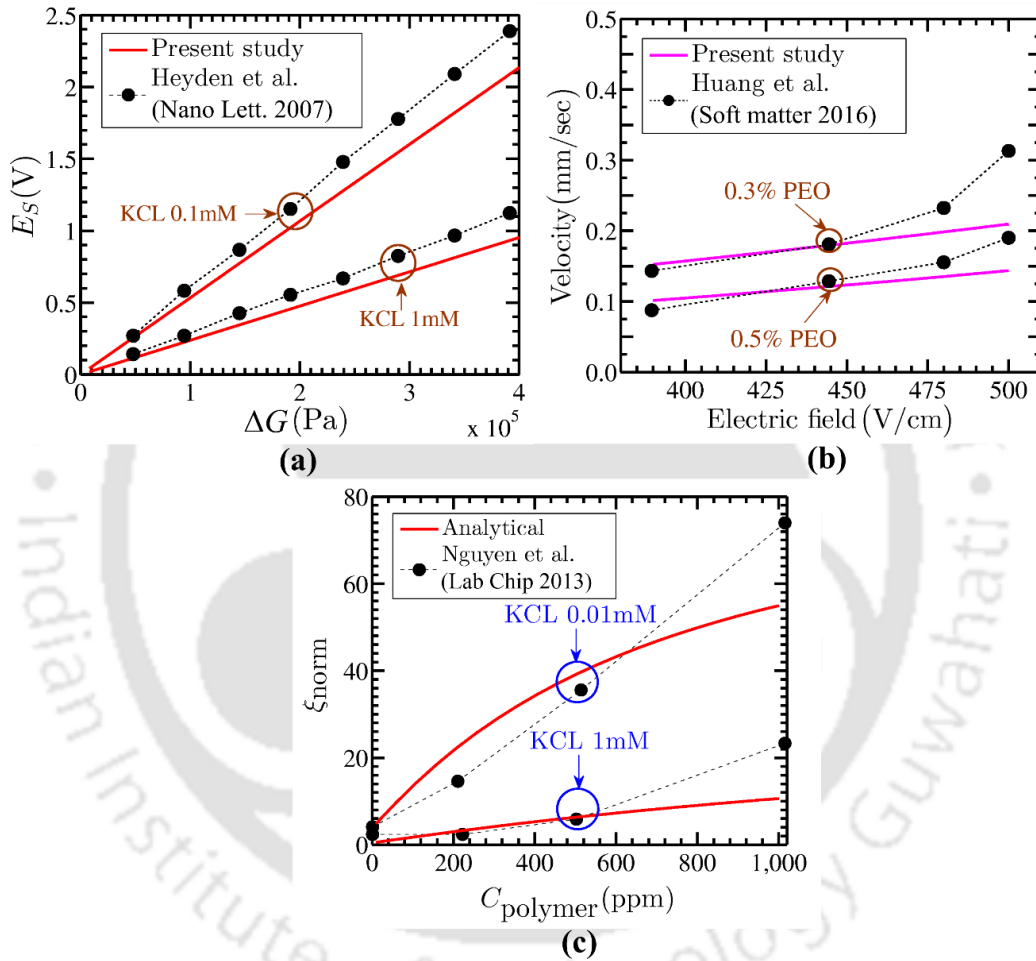 2.5
2
1.5
1
0.5
0
E_S(V)
Present study
Heyden et al.
(Nano Lett. 2007)
KCL 0.1mM
KCL 1mM
0 1 2 3 4
ΔG(Pa)
x 10^5
(a)
0.5
0.4
0.3
0.2
0.1
0.0
Velocity(mm/sec)
Present study
Huang et al.
(Soft matter 2016)
0.3% PEO
0.5% PEO
400 425 450 475 500
Electric field(V/cm)
(b)
80
60
40
20
0
ξ_norm
Analytical
Nguyen et al.
(Lab Chip 2013)
KCL 0.01mM
KCL 1mM
0 200 400 600 800 1,000
C_polymer(ppm)
(c)
Indian Institute
ology Guwahati